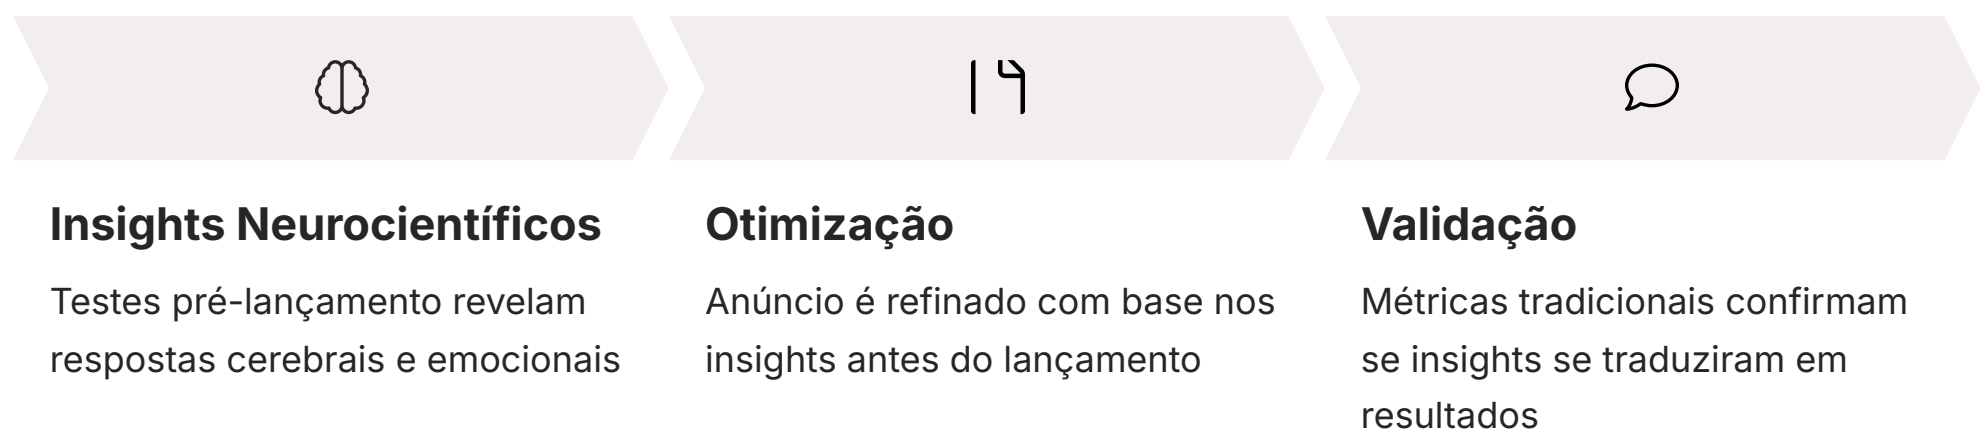 Insights Neurocientíficos
Testes pré-lançamento revelam
respostas cerebrais e emocionais
Otimização
Anúncio é refinado com base nos
insights antes do lançamento
Validação
Métricas tradicionais confirmam
se insights se traduziram em
resultados